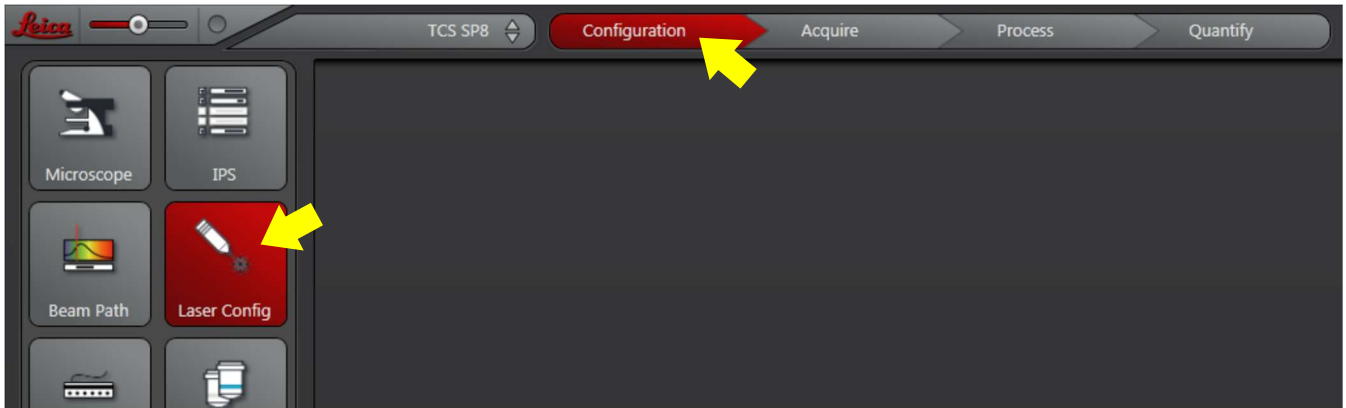 Leica
TCS SP8
Configuration
Acquire
Process
Quantify
Microscope
IPS
Beam Path
Laser Config